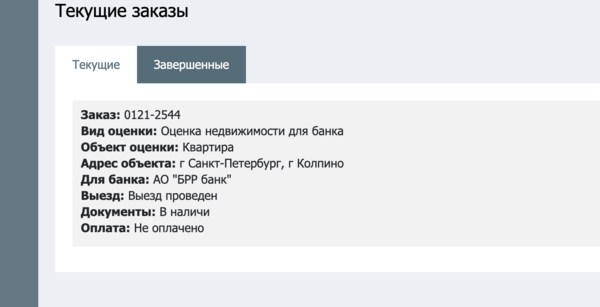 Текущие заказы
Текущие Завершенные
Заказ: 0121-2544
Вид оценки: Оценка недвижимости для банка
Объект оценки: Квартира
Адрес объекта: г Санкт-Петербург, г Колпино
Для банка: АО "БРР банк"
Выезд: Выезд проведен
Документы: В наличи
Оплата: Не оплачено